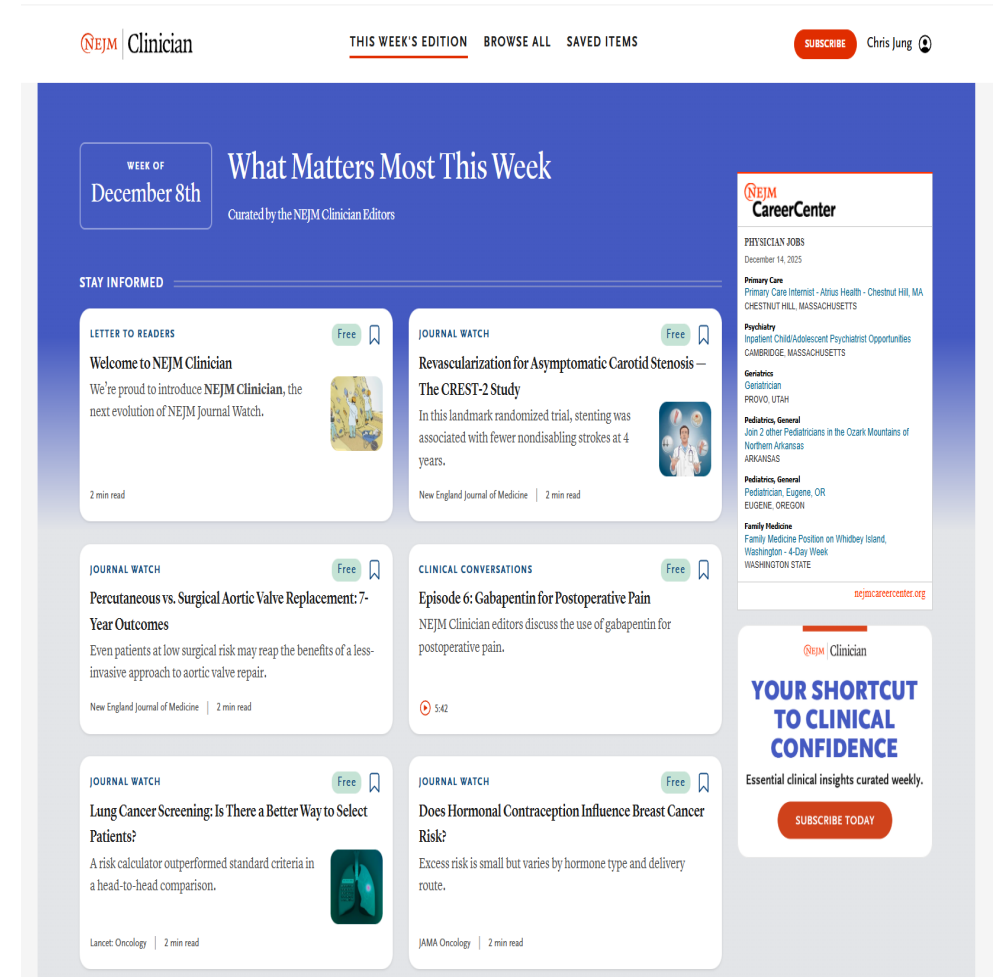 NEJM Clinician
THIS WEEK'S EDITION BROWSE ALL SAVED ITEMS
SUBSCRIBE
Chris Jung
WEEK OF
December 8th
What Matters Most This Week
Curated by the NEJM Clinician Editors
STAY INFORMED
LETTER TO READERS
Free
Welcome to NEJM Clinician
We're proud to introduce NEJM Clinician, the
next evolution of NEJM Journal Watch.
2 min read
JOURNAL WATCH
Free
Revascularization for Asymptomatic Carotid Stenosis —
The CREST-2 Study
In this landmark randomized trial, stenting was
associated with fewer nondisabling strokes at 4
years.
New England Journal of Medicine | 2 min read
JOURNAL WATCH
Free
Percutaneous vs. Surgical Aortic Valve Replacement: 7-
Year Outcomes
Even patients at low surgical risk may reap the benefits of a less-
invasive approach to aortic valve repair.
New England Journal of Medicine | 2 min read
CLINICAL CONVERSATIONS
Free
Episode 6: Gabapentin for Postoperative Pain
NEJM Clinician editors discuss the use of gabapentin for
postoperative pain.
5:42
JOURNAL WATCH
Free
Lung Cancer Screening: Is There a Better Way to Select
Patients?
A risk calculator outperformed standard criteria in
a head-to-head comparison.
Lancet: Oncology | 2 min read
JOURNAL WATCH
Free
Does Hormonal Contraception Influence Breast Cancer
Risk?
Excess risk is small but varies by hormone type and delivery
route.
JAMA Oncology | 2 min read
NEJM
CareerCenter
PHYSICIAN JOBS
December 14, 2025
Primary Care
Primary Care Internist - Atrius Health - Chestnut Hill, MA
CHESTNUT HILL, MASSACHUSETTS
Psychiatry
Inpatient Child/Adolescent Psychiatrist Opportunities
CAMBRIDGE, MASSACHUSETTS
Geriatrics
Geriatrician
PROVO, UTAH
Pediatrics, General
Join 2 other Pediatricians in the Ozark Mountains of
Northern Arkansas
ARKANSAS
Pediatrics, General
Pediatrician, Eugene, OR
EUGENE, OREGON
Family Medicine
Family Medicine Position on Whidbey Island,
Washington - 4-Day Week
WASHINGTON STATE
nejmcareercenter.org
NEJM Clinician
YOUR SHORTCUT
TO CLINICAL
CONFIDENCE
Essential clinical insights curated weekly.
SUBSCRIBE TODAY